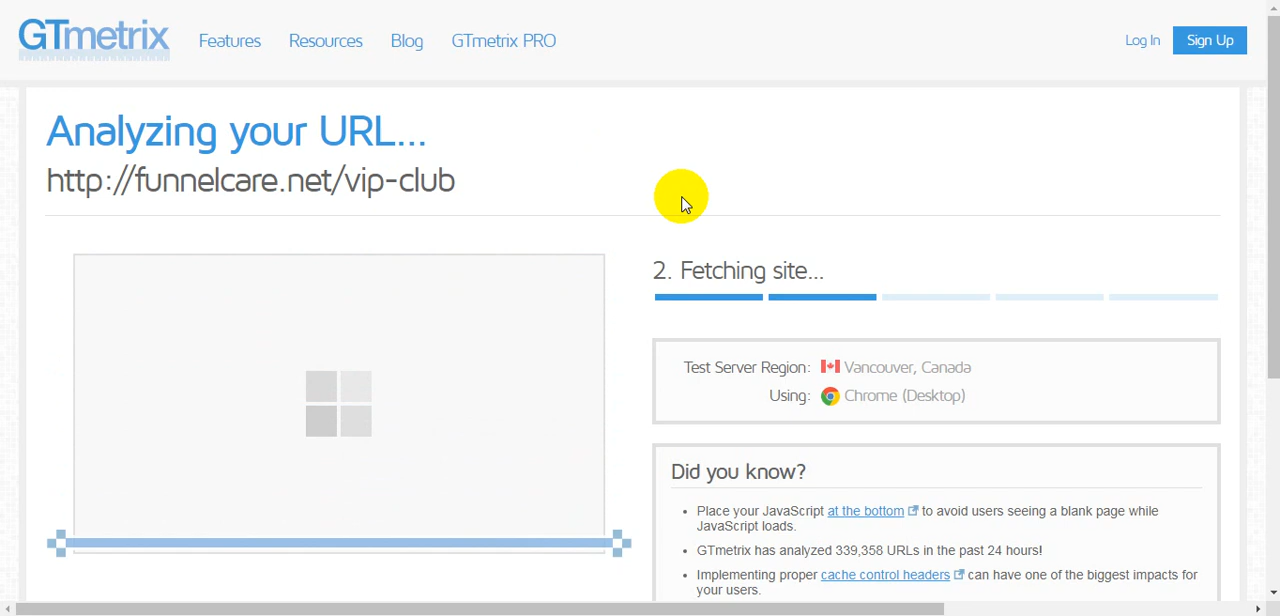 GTmetrix
Features
Resources
Blog
GTmetrix PRO
Log In
Sign Up
Analyzing your URL...
http://funnelcare.net/vip-club
2. Fetching site...
Test Server Region: Vancouver, Canada
Using: Chrome (Desktop)
Did you know?
Place your JavaScript at the bottom to avoid users seeing a blank page while
JavaScript loads.
GTmetrix has analyzed 339,358 URLs in the past 24 hours!
Implementing proper cache control headers can have one of the biggest impacts for
your users.